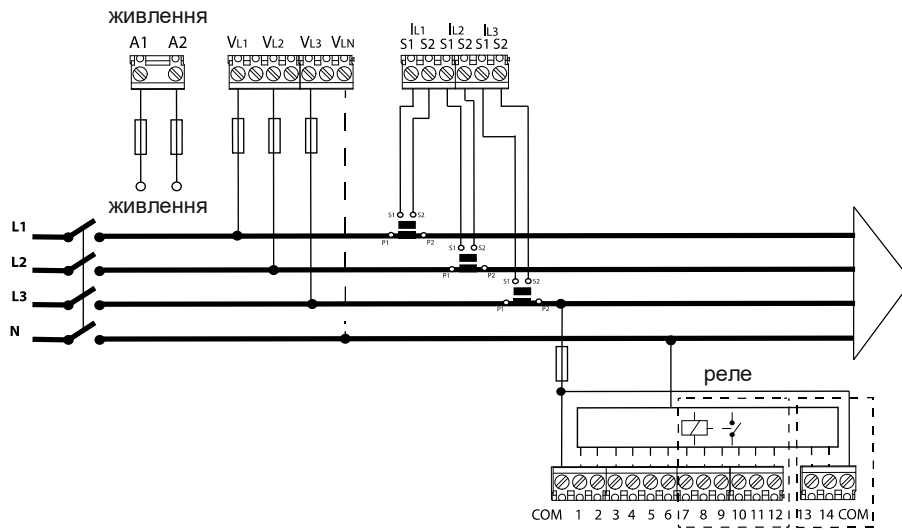 живлення
A1 A2
VL1 VL2 VL3 VLN
IL1 IL2 IL3
S1 S2 S1 S2 S1 S2
живлення
S1 S2
L1
P1 P2
S1 S2
L2
P1 P2
S1 S2
L3
P1 P2
N
реле
COM 1 2 3 4 5 6 7 8 9 10 11 12 13 14 COM